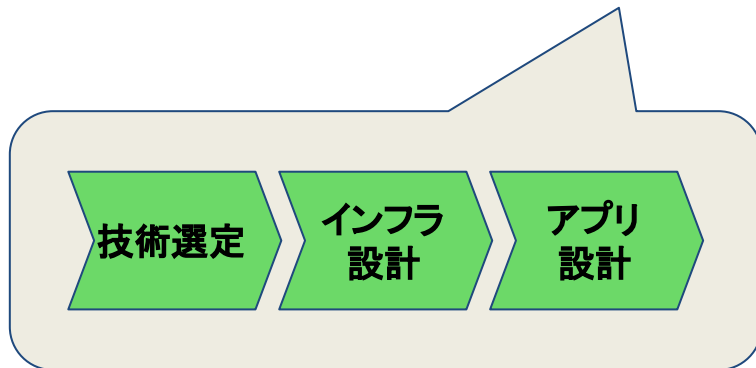 技術選定
インフラ
設計
アプリ
設計